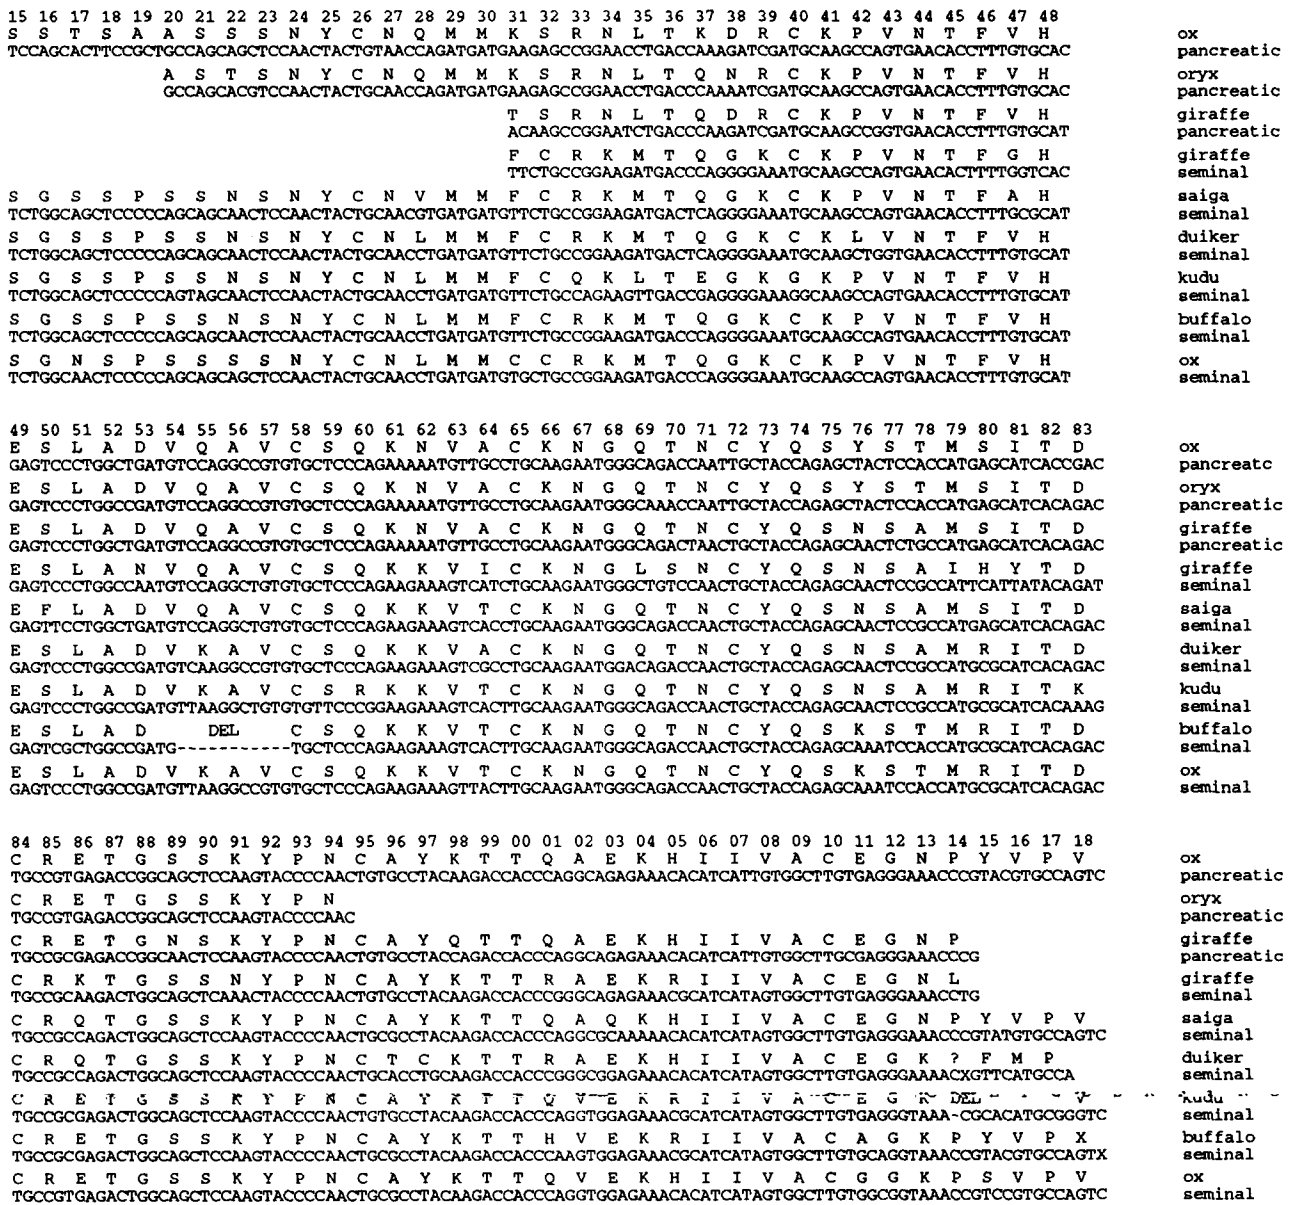 15 16 17 18 19 20 21 22 23 24 25 26 27 28 29 30 31 32 33 34 35 36 37 38 39 40 41 42 43 44 45 46 47 48
S S T S A A S S S N Y C N Q M M K S R N L T K D R C K P V N T F V H ox
TCCAGCACTTCCGCTGCCAGCAGCTCCAACTACTGTAACCAGATGATGAAGAGCCGGAACCTGACCAAAGATCGATGCAAGCCAGTGAACACCTTTGTGCAC pancreatic
A S T S N Y C N Q M M K S R N L T Q N R C K P V N T F V H oryx
GCCAGCACGTCCAACTACTGCAACCAGATGATGAAGAGCCGGAACCTGACCCAAAATCGATGCAAGCCAGTGAACACCTTTGTGCAC pancreatic
T S R N L T Q D R C K P V N T F V H giraffe
ACAAGCCGGAATCTGACCCAAGATCGATGCAAGCCGGTGAACACCTTTGTGCAT pancreatic
F C R K M T Q G K C K P V N T F G H giraffe
TTCTGCCGGAAGATGACCCAGGGGAAATGCAAGCCAGTGAACACTTTTGGTCAC seminal
S G S S P S S N S N Y C N V M M F C R K M T Q G K C K P V N T F A H saiga
TCTGGCAGCTCCCCCAGCAGCAACTCCAACTACTGCAACGTGATGATGTTCTGCCGGAAGATGACTCAGGGGAAATGCAAGCCAGTGAACACCTTTGCGCAT seminal
S G S S P S S N S N Y C N L M M F C R K M T Q G K C K L V N T F V H duiker
TCTGGCAGCTCCCCCAGCAGCAACTCCAACTACTGCAACCTGATGATGTTCTGCCGGAAGATGACTCAGGGGAAATGCAAGCTGGTGAACACCTTTGTGCAT seminal
S G S S P S S N S N Y C N L M M F C Q K L T E G K G K P V N T F V H kudu
TCTGGCAGCTCCCCCAGTAGCAACTCCAACTACTGCAACCTGATGATGTTCTGCCAGAAGTTGACCGAGGGGAAAGGCAAGCCAGTGAACACCTTTGTGCAT seminal
S G S S P S S N S N Y C N L M M F C R K M T Q G K C K P V N T F V H buffalo
TCTGGCAGCTCCCCCAGCAGCAACTCCAACTACTGCAACCTGATGATGTTCTGCCGGAAGATGACCCAGGGGAAATGCAAGCCAGTGAACACCTTTGTGCAT seminal
S G N S P S S S S N Y C N L M M C C R K M T Q G K C K P V N T F V H ox
TCTGGCAACTCCCCCAGCAGCAGCTCCAACTACTGCAACCTGATGATGTGCTGCCGGAAGATGACCCAGGGGAAATGCAAGCCAGTGAACACCTTTGTGCAT seminal
49 50 51 52 53 54 55 56 57 58 59 60 61 62 63 64 65 66 67 68 69 70 71 72 73 74 75 76 77 78 79 80 81 82 83
E S L A D V Q A V C S Q K N V A C K N G Q T N C Y Q S Y S T M S I T D ox
GAGTCCCTGGCTGATGTCCAGGCCGTGTGCTCCCAGAAAAATGTTGCCTGCAAGAATGGGCAGACCAATTGCTACCAGAGCTACTCCACCATGAGCATCACCGAC pancreatc
E S L A D V Q A V C S Q K N V A C K N G Q T N C Y Q S Y S T M S I T D oryx
GAGTCCCTGGCCGATGTCCAGGCCGTGTGCTCCCAGAAAAATGTTGCCTGCAAGAATGGGCAAACCAATTGCTACCAGAGCTACTCCACCATGAGCATCACAGAC pancreatic
E S L A D V Q A V C S Q K N V A C K N G Q T N C Y Q S N S A M S I T D giraffe
GAGTCCCTGGCTGATGTCCAGGCCGTGTGCTCCCAGAAAAATGTTGCCTGCAAGAATGGGCAGACTAACTGCTACCAGAGCAACTCTGCCATGAGCATCACAGAC pancreatic
E S L A N V Q A V C S Q K K V I C K N G L S N C Y Q S N S A I H Y T D giraffe
GAGTCCCTGGCCAATGTCCAGGCTGTGTGCTCCCAGAAGAAAGTCATCTGCAAGAATGGGCTGTCCAACTGCTACCAGAGCAACTCCGCCATTCATTATACAGAT seminal
E F L A D V Q A V C S Q K K V T C K N G Q T N C Y Q S N S A M S I T D saiga
GAGTTCCTGGCTGATGTCCAGGCTGTGTGCTCCCAGAAGAAAGTCACCTGCAAGAATGGGCAGACCAACTGCTACCAGAGCAACTCCGCCATGAGCATCACAGAC seminal
E S L A D V K A V C S Q K K V A C K N G Q T N C Y Q S N S A M R I T D duiker
GAGTCCCTGGCCGATGTCAAGGCCGTGTGCTCCCAGAAGAAAGTCGCCTGCAAGAATGGACAGACCAACTGCTACCAGAGCAACTCCGCCATGCGCATCACAGAC seminal
E S L A D V K A V C S R K K V T C K N G Q T N C Y Q S N S A M R I T K kudu
GAGTCCCTGGCCGATGTTAAGGCTGTGTGTTCCCGGAAGAAAGTCACTTGCAAGAATGGGCAGACCAACTGCTACCAGAGCAACTCCGCCATGCGCATCACAAAG seminal
E S L A D DEL C S Q K K V T C K N G Q T N C Y Q S K S T M R I T D buffalo
GAGTCGCTGGCCGATG-----------TGCTCCCAGAAGAAAGTCACTTGCAAGAATGGGCAGACCAACTGCTACCAGAGCAAATCCACCATGCGCATCACAGAC seminal
E S L A D V K A V C S Q K K V T C K N G Q T N C Y Q S K S T M R I T D ox
GAGTCCCTGGCCGATGTTAAGGCCGTGTGCTCCCAGAAGAAAGTTACTTGCAAGAATGGGCAGACCAACTGCTACCAGAGCAAATCCACCATGCGCATCACAGAC seminal
84 85 86 87 88 89 90 91 92 93 94 95 96 97 98 99 00 01 02 03 04 05 06 07 08 09 10 11 12 13 14 15 16 17 18
C R E T G S S K Y P N C A Y K T T Q A E K H I I V A C E G N P Y V P V ox
TGCCGTGAGACCGGCAGCTCCAAGTACCCCAACTGTGCCTACAAGACCACCCAGGCAGAGAAACACATCATTGTGGCTTGTGAGGGAAACCCGTACGTGCCAGTC pancreatic
C R E T G S S K Y P N oryx
TGCCGTGAGACCGGCAGCTCCAAGTACCCCAAC pancreatic
C R E T G N S K Y P N C A Y Q T T Q A E K H I I V A C E G N P giraffe
TGCCGCGAGACCGGCAACTCCAAGTACCCCAACTGTGCCTACCAGACCACCCAGGCAGAGAAACACATCATTGTGGCTTGCGAGGGAAACCCG pancreatic
C R K T G S S N Y P N C A Y K T T R A E K R I I V A C E G N L giraffe
TGCCGCAAGACTGGCAGCTCAAACTACCCCAACTGTGCCTACAAGACCACCCGGGCAGAGAAACGCATCATAGTGGCTTGTGAGGGAAACCTG seminal
C R Q T G S S K Y P N C A Y K T T Q A Q K H I I V A C E G N P Y V P V saiga
TGCCGCCAGACTGGCAGCTCCAAGTACCCCAACTGCGCCTACAAGACCACCCAGGCGCAAAAACACATCATAGTGGCTTGTGAGGGAAACCCGTATGTGCCAGTC seminal
C R Q T G S S K Y P N C T C K T T R A E K H I I V A C E G K ? F M P duiker
TGCCGCCAGACTGGCAGCTCCAAGTACCCCAACTGCACCTGCAAGACCACCCGGGCGGAGAAACACATCATAGTGGCTTGTGAGGGAAAACXGTTCATGCCA seminal
C R E T G S S K Y P N C A Y K T T Q V E K R I I V A C E G K DEL V kudu
TGCCGCGAGACTGGCAGCTCCAAGTACCCCAACTGTGCCTACAAGACCACCCAGGTGGAGAAACGCATCATAGTGGCTTGTGAGGGTAAA-CGCACATGCGGGTC seminal
C R E T G S S K Y P N C A Y K T T H V E K R I I V A C A G K P Y V P X buffalo
TGCCGCGAGACTGGCAGCTCCAAGTACCCCAACTGCGCCTACAAGACCACCCAAGTGGAGAAACGCATCATAGTGGCTTGTGCAGGTAAACCGTACGTGCCAGTX seminal
C R E T G S S K Y P N C A Y K T T Q V E K H I I V A C G G K P S V P V ox
TGCCGTGAGACTGGCAGCTCCAAGTACCCCAACTGCGCCTACAAGACCACCCAGGTGGAGAAACACATCATAGTGGCTTGTGGCGGTAAACCGTCCGTGCCAGTC seminal